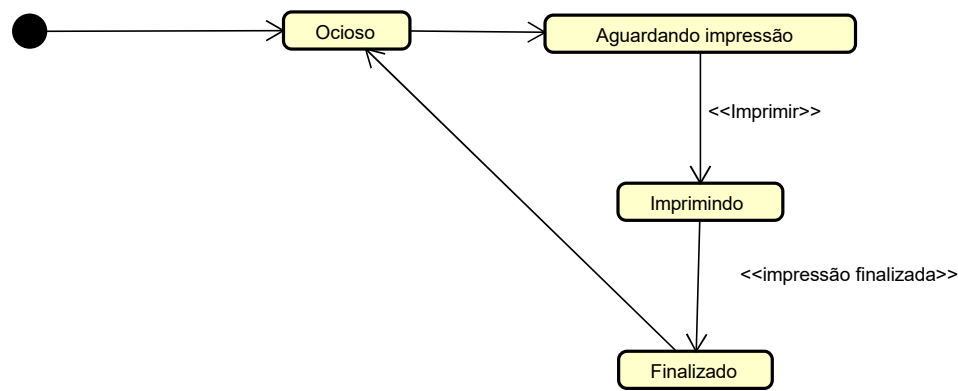 Ocioso
Aguardando impressão
<<Imprimir>>
Imprimindo
<<impressão finalizada>>
Finalizado